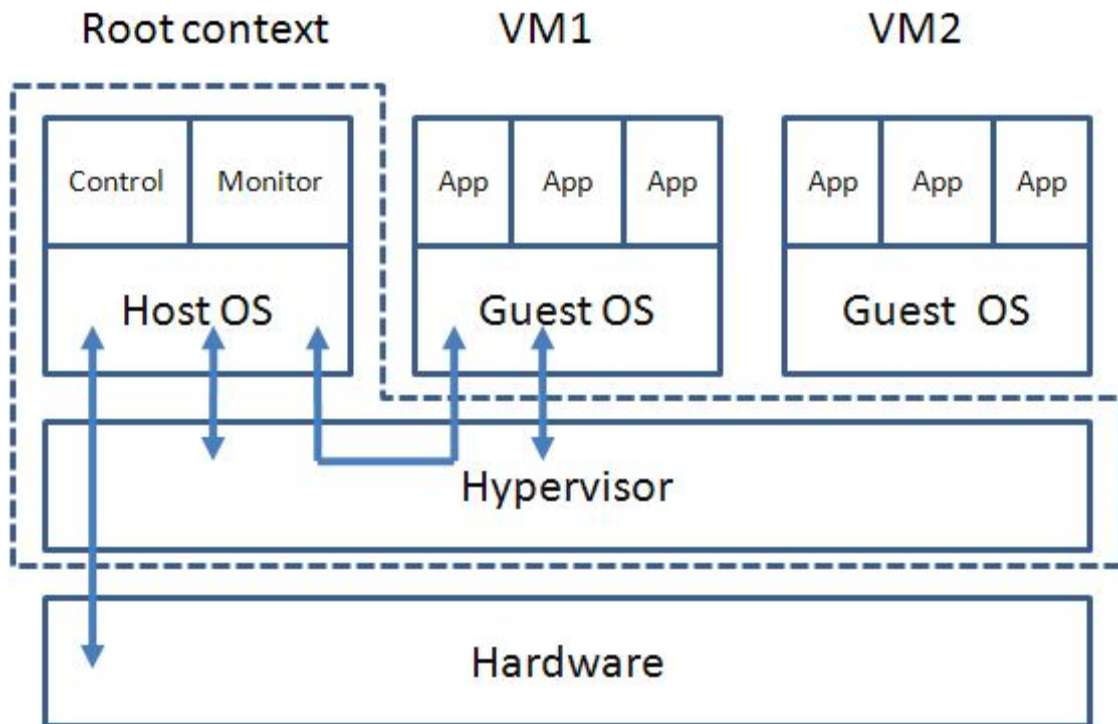 Root context
VM1
VM2
Control
Monitor
App
App
App
App
App
App
Host OS
Guest OS
Guest OS
Hypervisor
Hardware